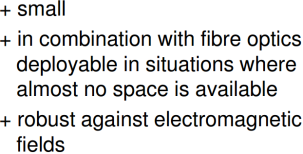 + small
+ in combination with fibre optics
deployable in situations where
almost no space is available
+ robust against electromagnetic
fields